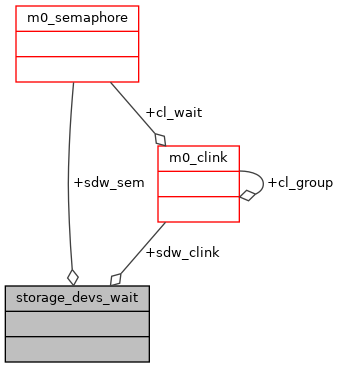 m0_semaphore
+cl_wait
m0_clink
+sdw_sem
+cl_group
+sdw_clink
storage_devs_wait